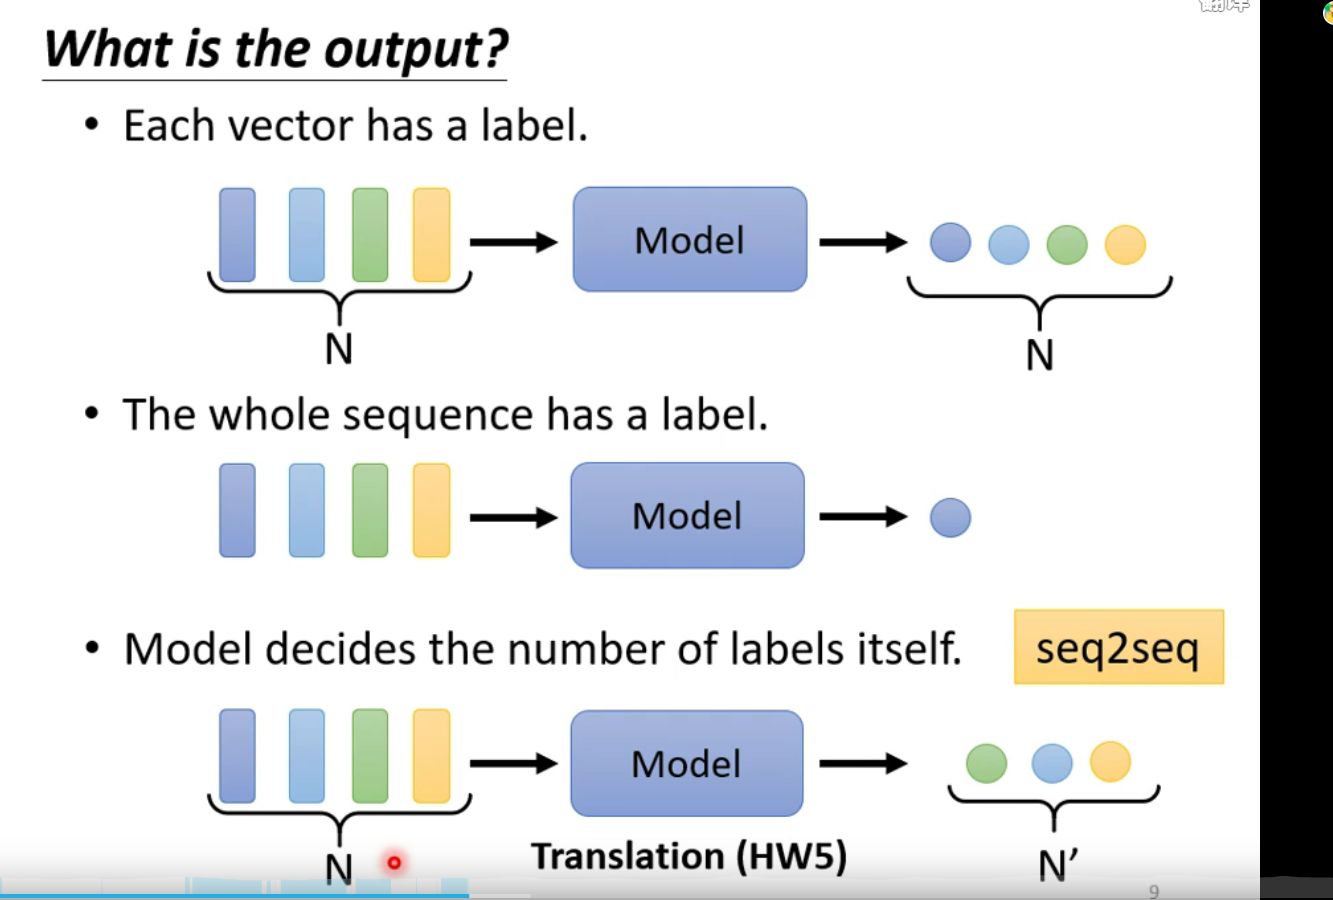 What is the output?
• Each vector has a label.
Model
N
N
• The whole sequence has a label.
Model
• Model decides the number of labels itself.
seq2seq
Model
N
Translation (HW5)
N’
9